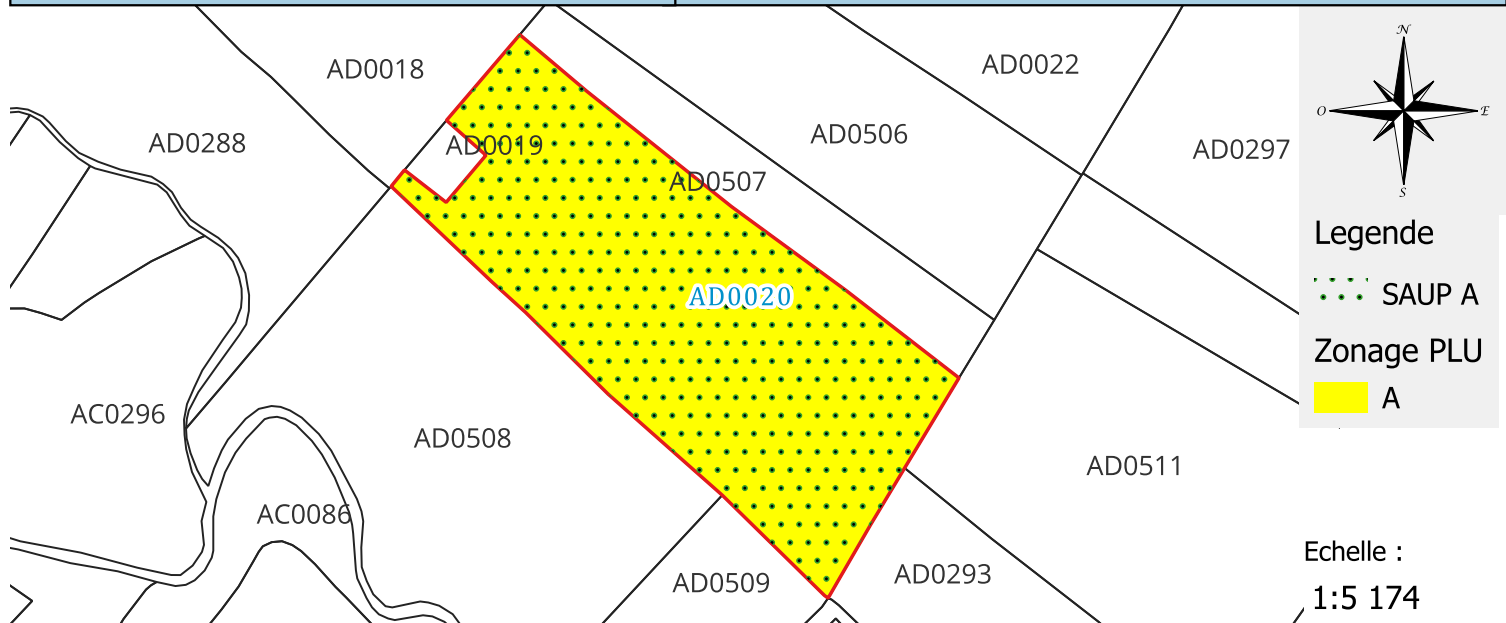 N
AD0018
AD0022
O
E
AD0506
AD0288
AD0019
AD0297
AD0507
S
Legende
AD0020
SAUP A
Zonage PLU
A
AC0296
AD0508
AD0511
AC0086
Echelle :
AD0509
AD0293
1:5 174